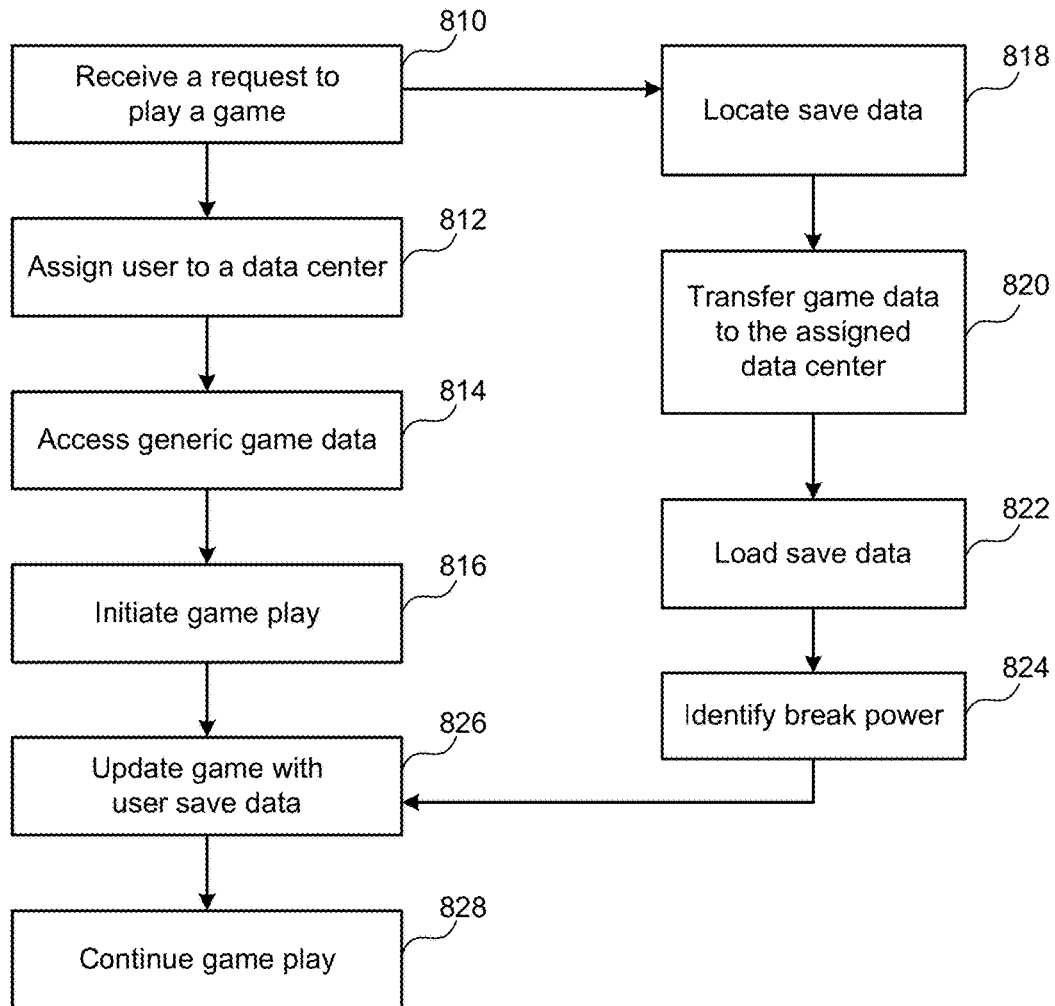 810
Receive a request to
play a game
812
Assign user to a data center
814
Access generic game data
816
Initiate game play
826
Update game with
user save data
828
Continue game play
818
Locate save data
820
Transfer game data
to the assigned
data center
822
Load save data
824
Identify break power